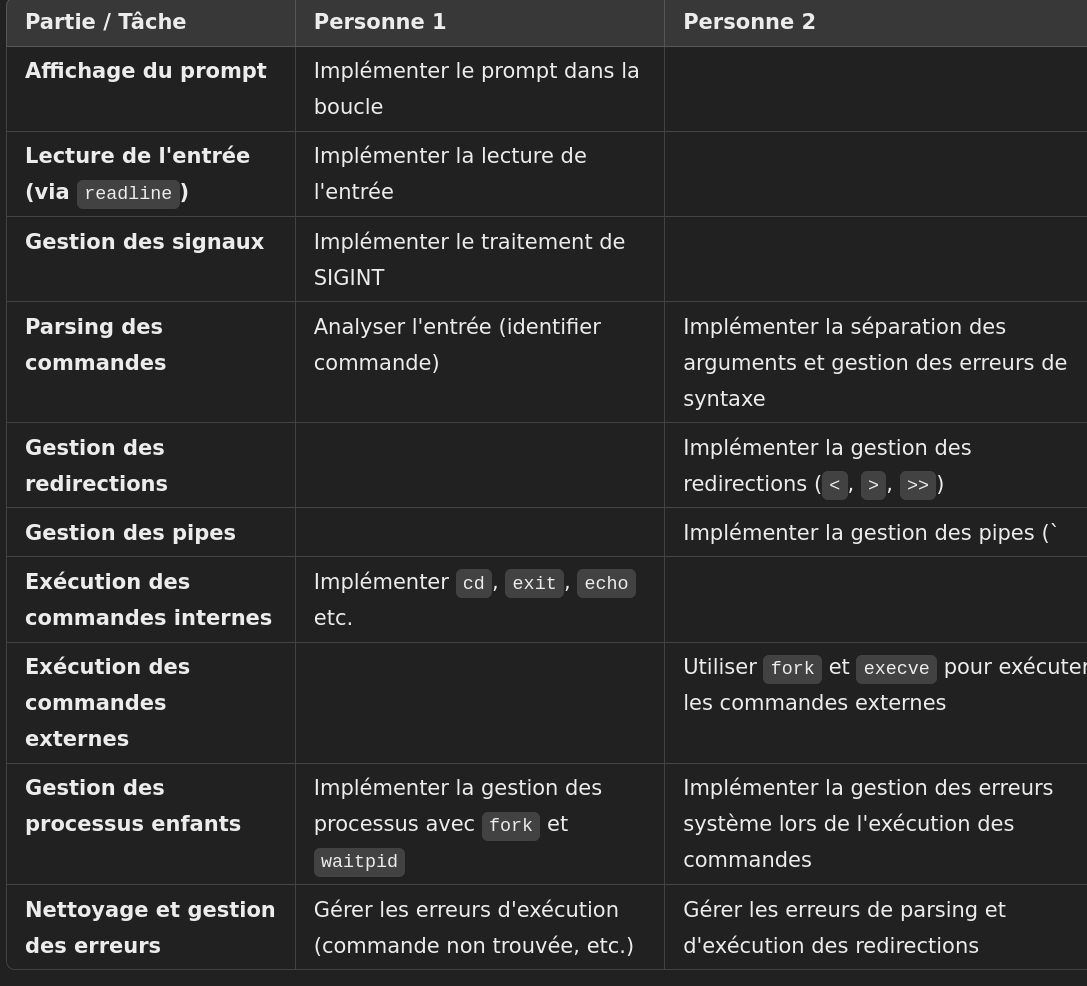 Partie / Tâche Personne 1 Personne 2
Affichage du prompt Implémenter le prompt dans la
boucle
Lecture de l'entrée Implémenter la lecture de
(via readline) l'entrée
Gestion des signaux Implémenter le traitement de
SIGINT
Parsing des Analyser l'entrée (identifier Implémenter la séparation des
commandes commande) arguments et gestion des erreurs de
syntaxe
Gestion des Implémenter la gestion des
redirections redirections (<, >, >>)
Gestion des pipes Implémenter la gestion des pipes (`
Exécution des Implémenter cd, exit, echo
commandes internes etc.
Exécution des Utiliser fork et execve pour exécuter
commandes les commandes externes
externes
Gestion des Implémenter la gestion des Implémenter la gestion des erreurs
processus enfants processus avec fork et système lors de l'exécution des
waitpid commandes
Nettoyage et gestion Gérer les erreurs d'exécution Gérer les erreurs de parsing et
des erreurs (commande non trouvée, etc.) d'exécution des redirections